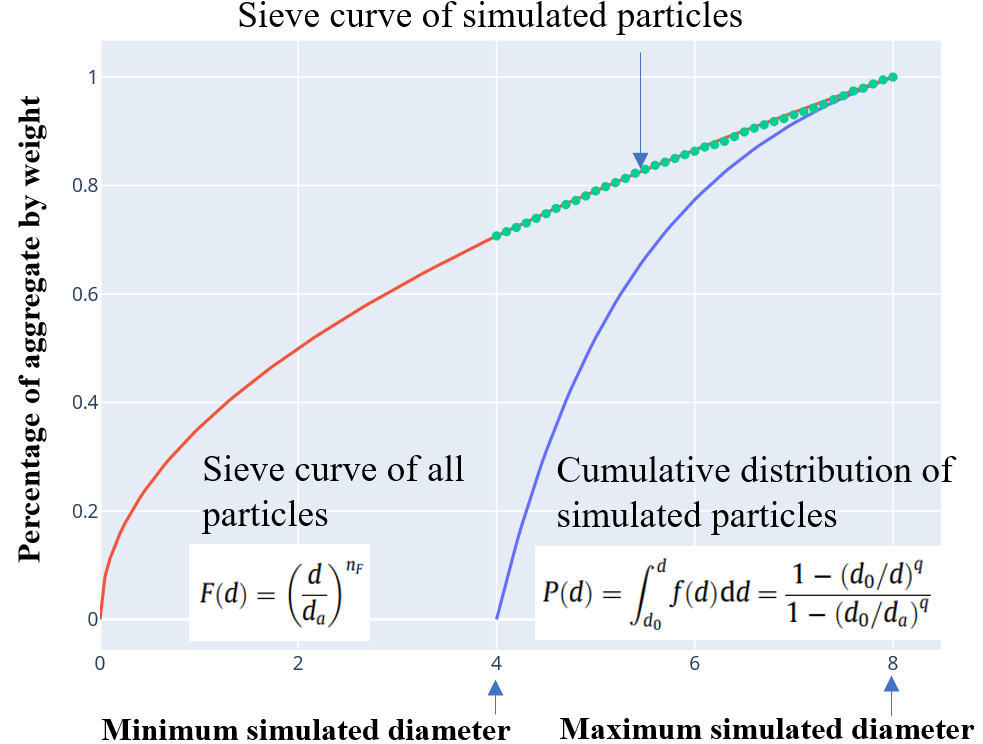 Sieve curve of simulated particles
Percentage of aggregate by weight
1
0.8
0.6
0.4
0.2
0
Sieve curve of all
particles
F(d) = (d/d_a)^{n_F}
Cumulative distribution of
simulated particles
P(d) = ∫_{d_0}^{d} f(d)dd = (1 − (d_0/d)^q)/(1 − (d_0/d_a)^q)
0 2 4 6 8
Minimum simulated diameter
Maximum simulated diameter